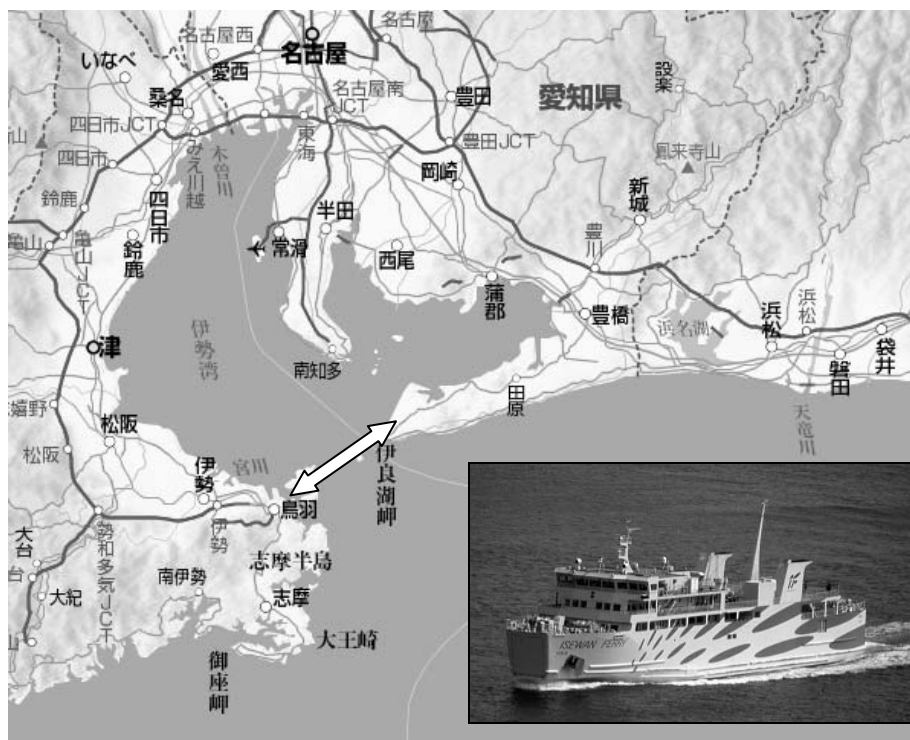 名古屋西
名古屋
名古屋
いなべ
愛西
設楽
桑名
名古屋南
JCT
豊田
愛知県
四日市JCT
東海
豊田JCT
みえ川越
木曽川
四日市
岡崎
鳳来寺山
鈴鹿
四日市
半田
新城
亀山
亀山JCT
鈴鹿
常滑
西尾
豊川
蒲郡
豊橋
浜名湖
浜松
浜松
袋井
津
伊勢湾
南知多
磐田
田原
天竜川
嬉野
松阪
松阪
伊勢
宮川
伊良湖岬
鳥羽
伊勢
大台
台
勢和多気JCT
志摩半島
南伊勢
大紀
志摩
山
大王崎
御座岬
ISEWAN FERRY